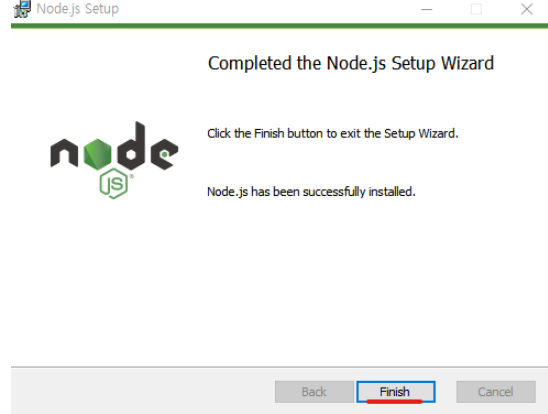 Node.js Setup
Completed the Node.js Setup Wizard
Click the Finish button to exit the Setup Wizard.
node
JS
Node.js has been successfully installed.
Back Finish Cancel